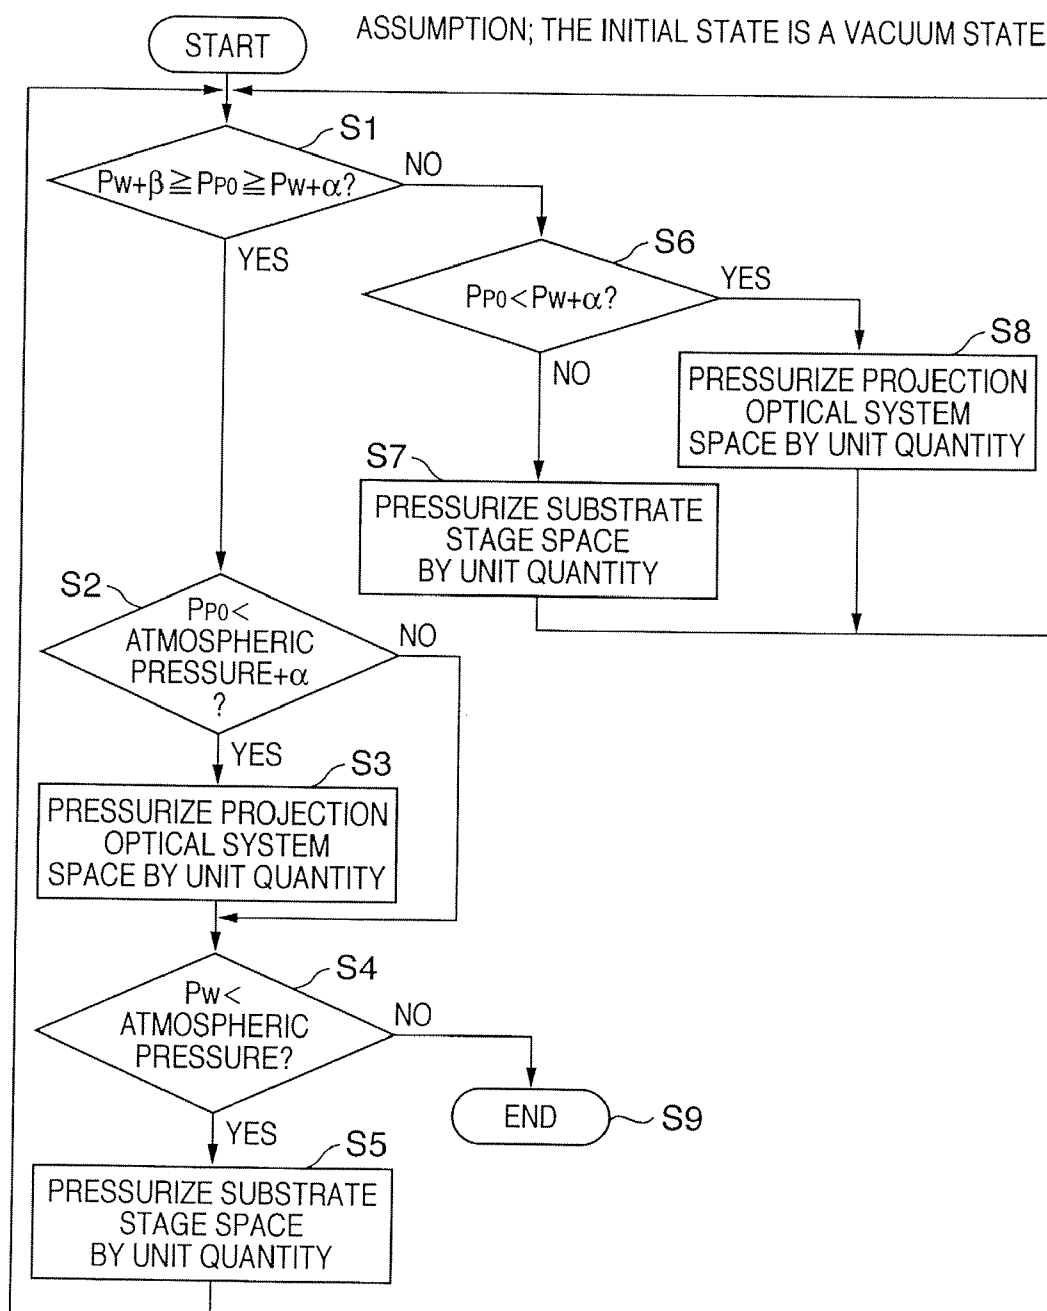 ASSUMPTION; THE INITIAL STATE IS A VACUUM STATE
START
S1
PW+β≧PPO≧PW+α?
NO
YES
S6
PPO<PW+α?
YES
NO
S8
PRESSURIZE PROJECTION
OPTICAL SYSTEM
SPACE BY UNIT QUANTITY
S7
PRESSURIZE SUBSTRATE
STAGE SPACE
BY UNIT QUANTITY
S2
PPO<
ATMOSPHERIC
PRESSURE+α
?
NO
YES
S3
PRESSURIZE PROJECTION
OPTICAL SYSTEM
SPACE BY UNIT QUANTITY
S4
PW<
ATMOSPHERIC
PRESSURE?
NO
END
S9
YES
S5
PRESSURIZE SUBSTRATE
STAGE SPACE
BY UNIT QUANTITY